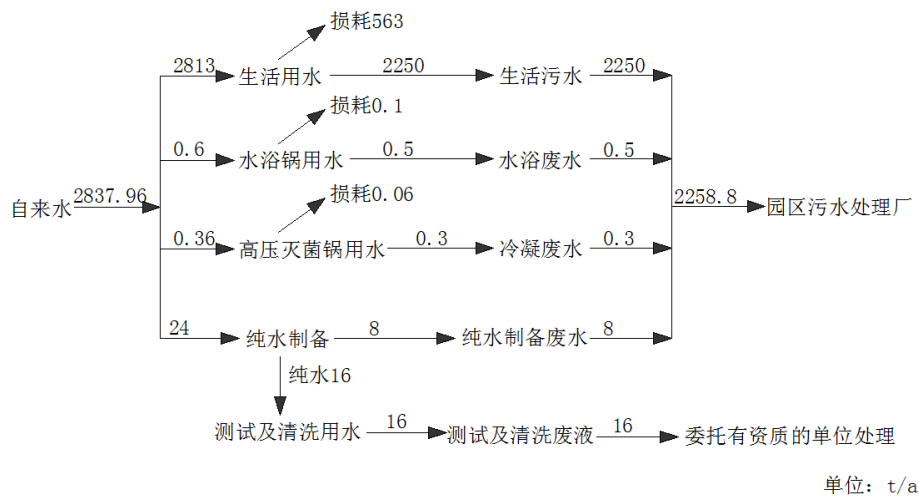 损耗563
2813 生活用水 2250 生活污水 2250
损耗0.1
0.6 水浴锅用水 0.5 水浴废水 0.5
自来水 2837.96 损耗0.06 2258.8 园区污水处理厂
0.36 高压灭菌锅用水 0.3 冷凝废水 0.3
24 纯水制备 8 纯水制备废水 8
纯水16
测试及清洗用水 16 测试及清洗废液 16 委托有资质的单位处理
单位: t/a